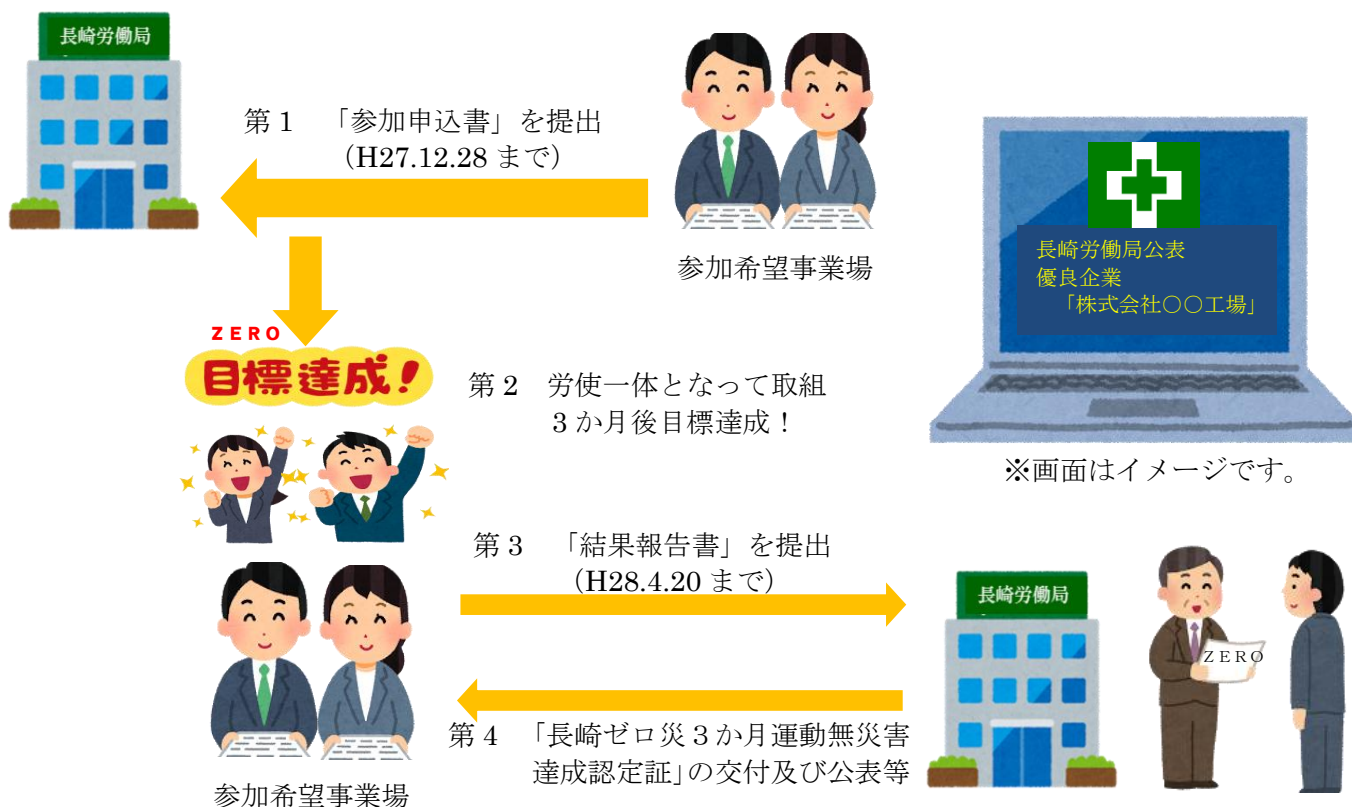 長崎労働局
第１　「参加申込書」を提出
（H27.12.28 まで）
参加希望事業場
長崎労働局公表
優良企業
「株式会社〇〇工場」
※画面はイメージです。
ＺＥＲＯ
目標達成！
第２　労使一体となって取組
３か月後目標達成！
第３　「結果報告書」を提出
（H28.4.20 まで）
長崎労働局
ＺＥＲＯ
第４　「長崎ゼロ災３か月運動無災害
達成認定証」の交付及び公表等
参加希望事業場